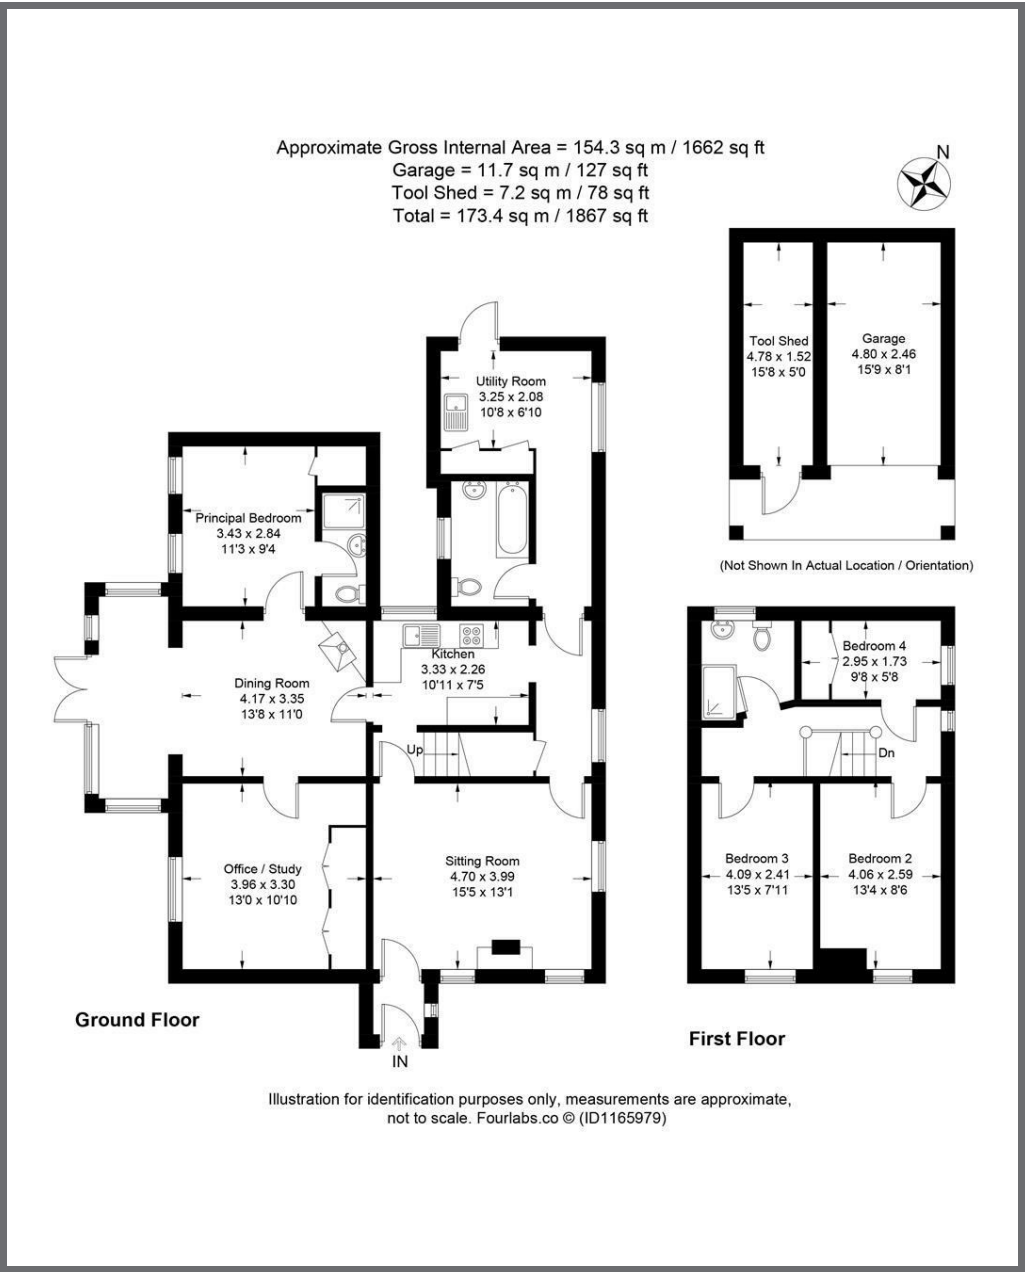 Approximate Gross Internal Area = 154.3 sq m / 1662 sq ft
Garage = 11.7 sq m / 127 sq ft
Tool Shed = 7.2 sq m / 78 sq ft
Total = 173.4 sq m / 1867 sq ft
N
Tool Shed
4.78 x 1.52
15'8 x 5'0
Garage
4.80 x 2.46
15'9 x 8'1
(Not Shown In Actual Location / Orientation)
Utility Room
3.25 x 2.08
10'8 x 6'10
Principal Bedroom
3.43 x 2.84
11'3 x 9'4
Kitchen
3.33 x 2.26
10'11 x 7'5
Dining Room
4.17 x 3.35
13'8 x 11'0
Up
Office / Study
3.96 x 3.30
13'0 x 10'10
Sitting Room
4.70 x 3.99
15'5 x 13'1
IN
Ground Floor
Bedroom 4
2.95 x 1.73
9'8 x 5'8
Dn
Bedroom 3
4.09 x 2.41
13'5 x 7'11
Bedroom 2
4.06 x 2.59
13'4 x 8'6
First Floor
Illustration for identification purposes only, measurements are approximate,
not to scale. Fourlabs.co © (ID1165979)